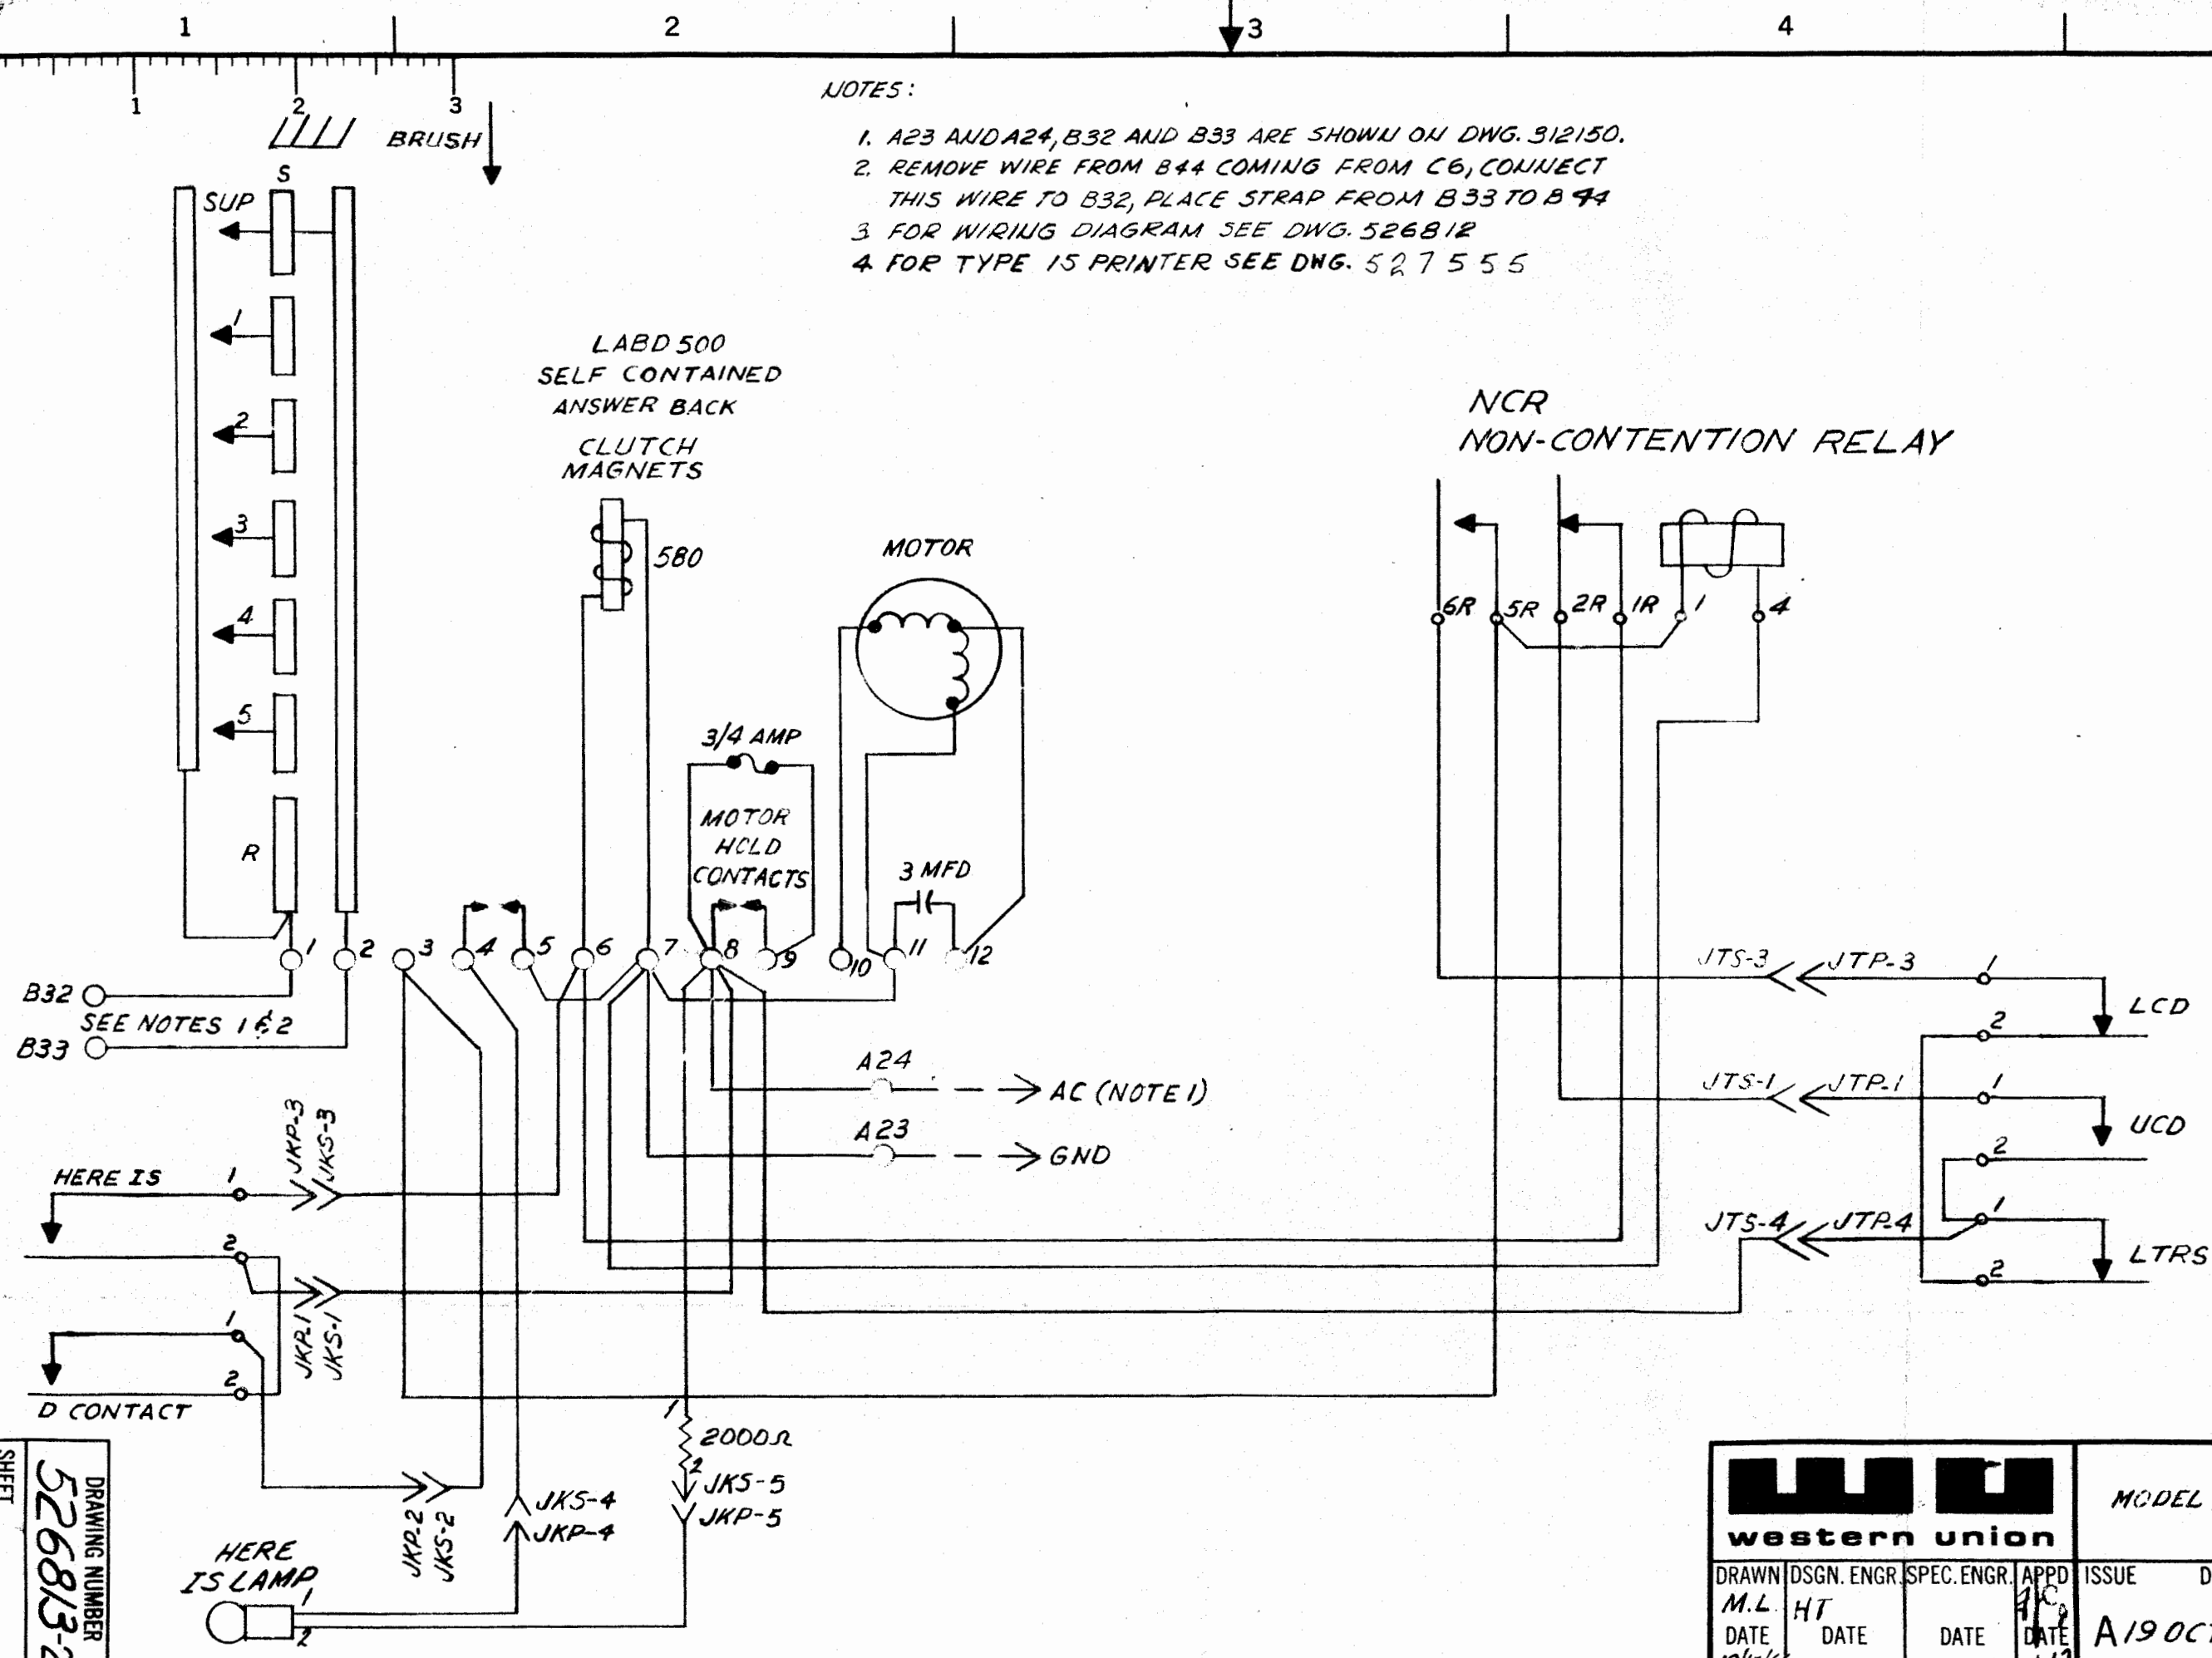 1 2 3 4
1 2 3
BRUSH
NOTES:
1. A23 AND A24, B32 AND B33 ARE SHOWN ON DWG. 312150.
2. REMOVE WIRE FROM B44 COMING FROM C6, CONNECT
THIS WIRE TO B32, PLACE STRAP FROM B33 TO B44
3 FOR WIRING DIAGRAM SEE DWG. 526812
4 FOR TYPE 15 PRINTER SEE DWG. 527555
S
SUP
1
2
3
4
5
R
LABD 500
SELF CONTAINED
ANSWER BACK
CLUTCH
MAGNETS
580
MOTOR
3/4 AMP
MOTOR
HOLD
CONTACTS
3 MFD
NCR
NON-CONTENTION RELAY
6R 5R 2R 1R 1 4
1 2 3 4 5 6 7 8 9 10 11 12
B32
SEE NOTES 1 & 2
B33
A24
AC (NOTE 1)
A23
GND
JTS-3 JTP-3 1
LCD
2
JTS-1 JTP-1 1
UCD
2
JTS-4 JTP-4 1
LTRS
2
HERE IS 1
JKP-3
JKS-3
2
JKP-1
JKS-1
1
2
D CONTACT
1
2000Ω
2
JKS-5
JKP-5
JKS-4
JKP-4
JKP-2
JKS-2
HERE
IS LAMP
1
2
SHEET
DRAWING NUMBER
526813-2
WU
western union
MODEL
DRAWN DSGN. ENGR. SPEC. ENGR. APPD ISSUE D
M.L. HT
DATE DATE DATE DATE
A 19 OCT